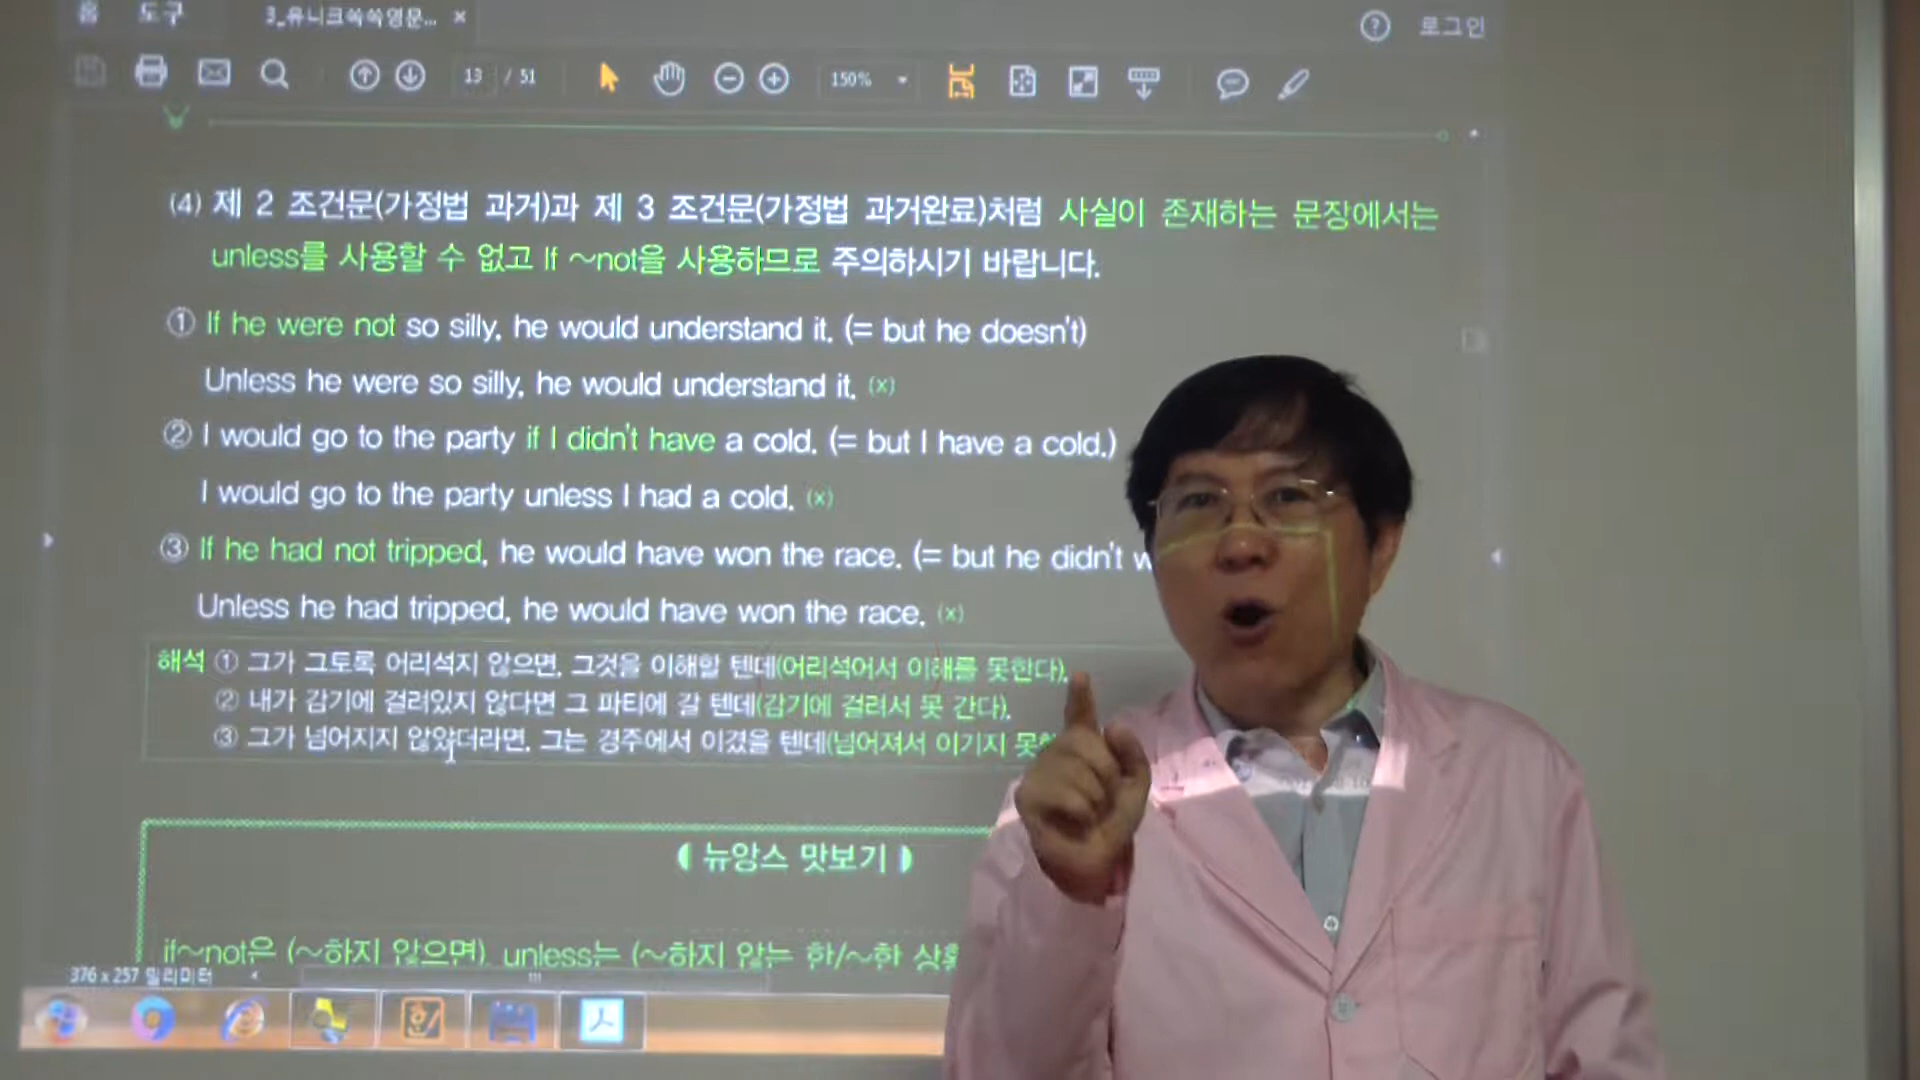 홈 도구 3_유니크쏙쏙영문... ×
? 로그인
13 / 51 150%
(4) 제 2 조건문(가정법 과거)과 제 3 조건문(가정법 과거완료)처럼 사실이 존재하는 문장에서는
unless를 사용할 수 없고 If ~not을 사용하므로 주의하시기 바랍니다.
① If he were not so silly, he would understand it. (= but he doesn't)
Unless he were so silly, he would understand it. (x)
② I would go to the party if I didn't have a cold. (= but I have a cold.)
I would go to the party unless I had a cold. (x)
③ If he had not tripped, he would have won the race. (= but he didn't w
Unless he had tripped, he would have won the race. (x)
해석 ① 그가 그토록 어리석지 않으면, 그것을 이해할 텐데(어리석어서 이해를 못한다).
② 내가 감기에 걸려있지 않다면 그 파티에 갈 텐데(감기에 걸려서 못 간다).
③ 그가 넘어지지 않았더라면, 그는 경주에서 이겼을 텐데(넘어져서 이기지 못
뉴앙스 맛보기
if~not은 (~하지 않으면), unless는 (~하지 않는 한/~한
376 x 257 밀리미터